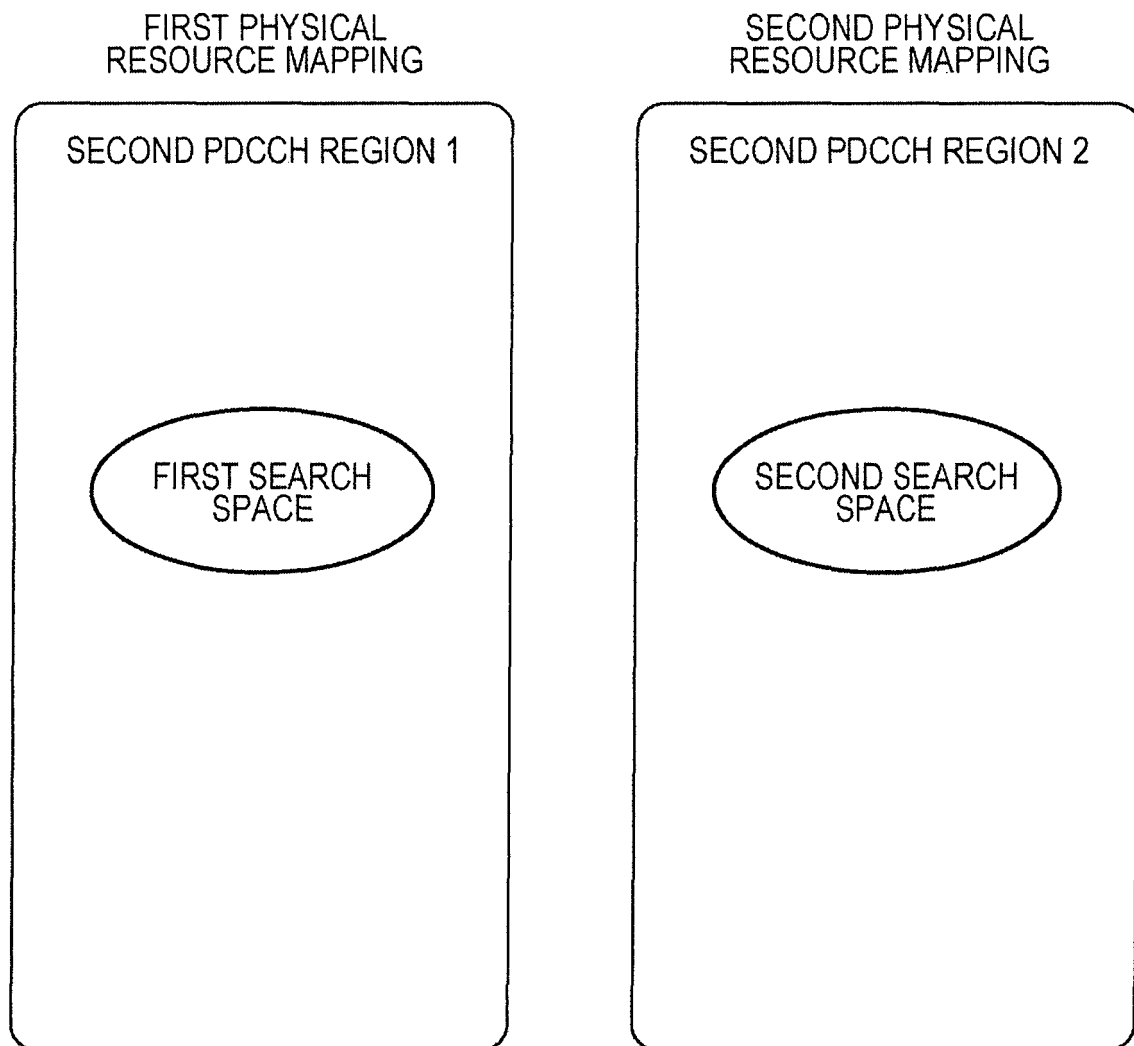 FIRST PHYSICAL
RESOURCE MAPPING
SECOND PDCCH REGION 1
FIRST SEARCH
SPACE
SECOND PHYSICAL
RESOURCE MAPPING
SECOND PDCCH REGION 2
SECOND SEARCH
SPACE